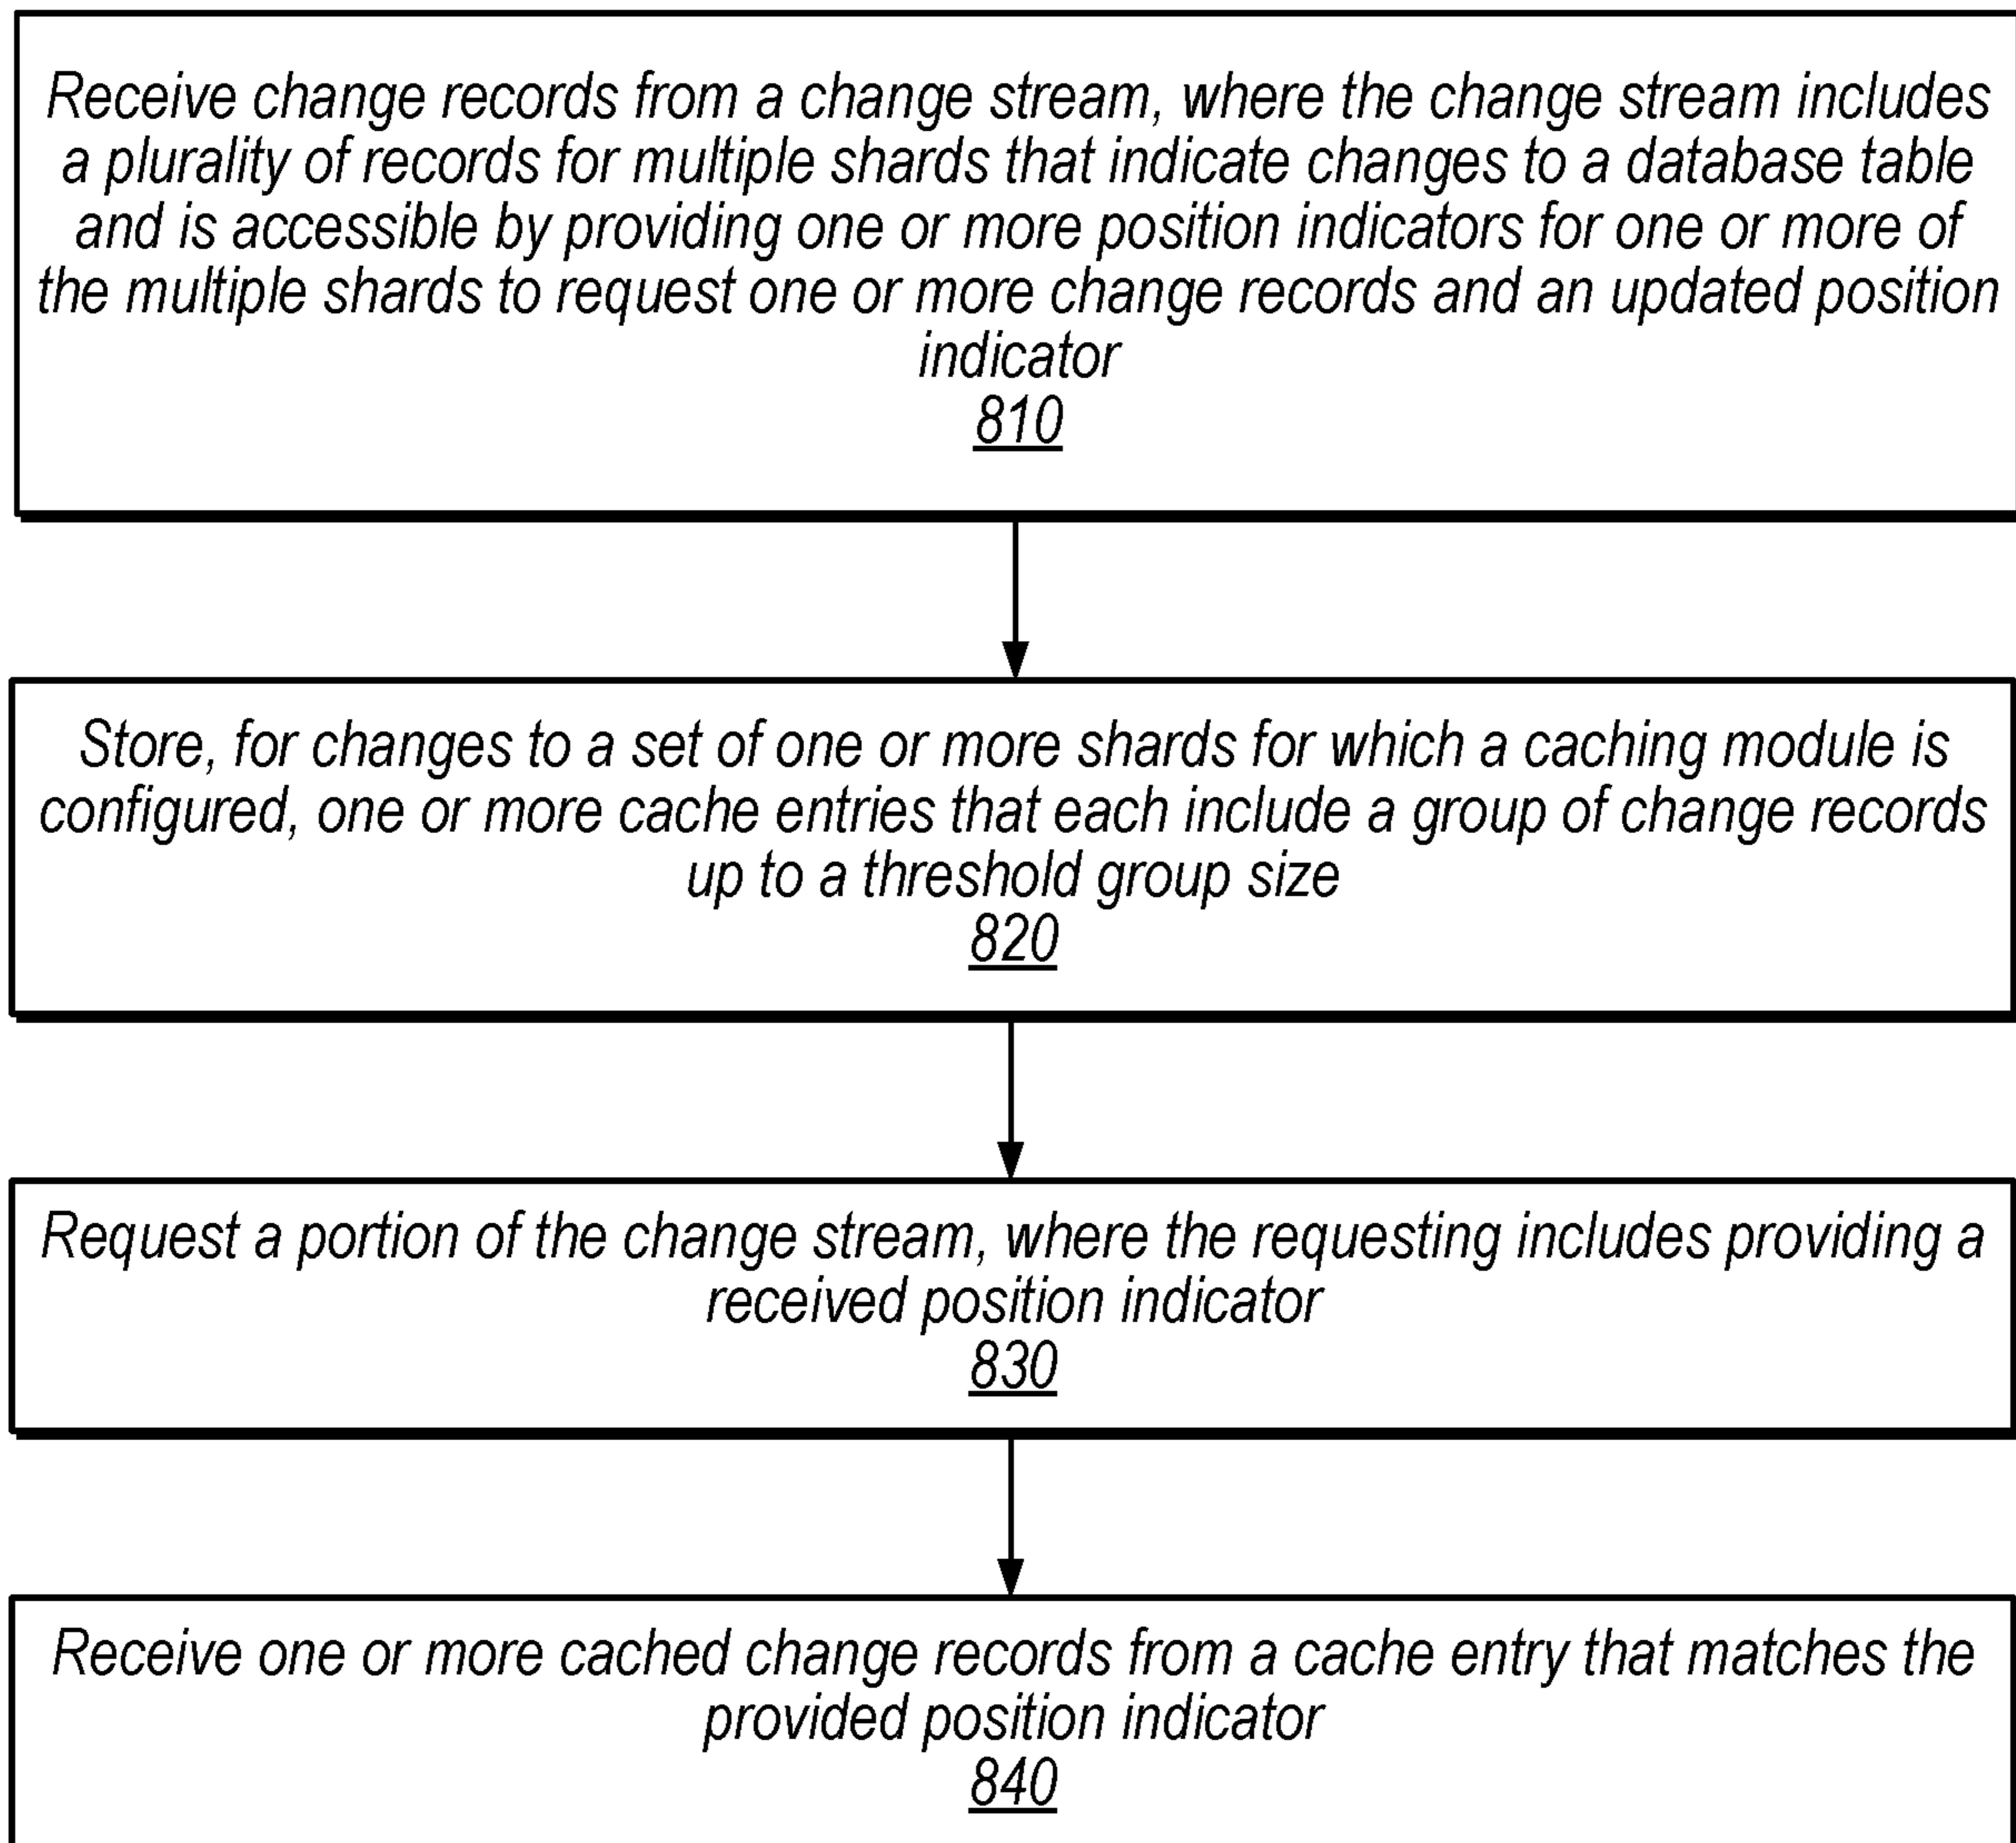 Receive change records from a change stream, where the change stream includes
a plurality of records for multiple shards that indicate changes to a database table
and is accessible by providing one or more position indicators for one or more of
the multiple shards to request one or more change records and an updated position
indicator
810
Store, for changes to a set of one or more shards for which a caching module is
configured, one or more cache entries that each include a group of change records
up to a threshold group size
820
Request a portion of the change stream, where the requesting includes providing a
received position indicator
830
Receive one or more cached change records from a cache entry that matches the
provided position indicator
840